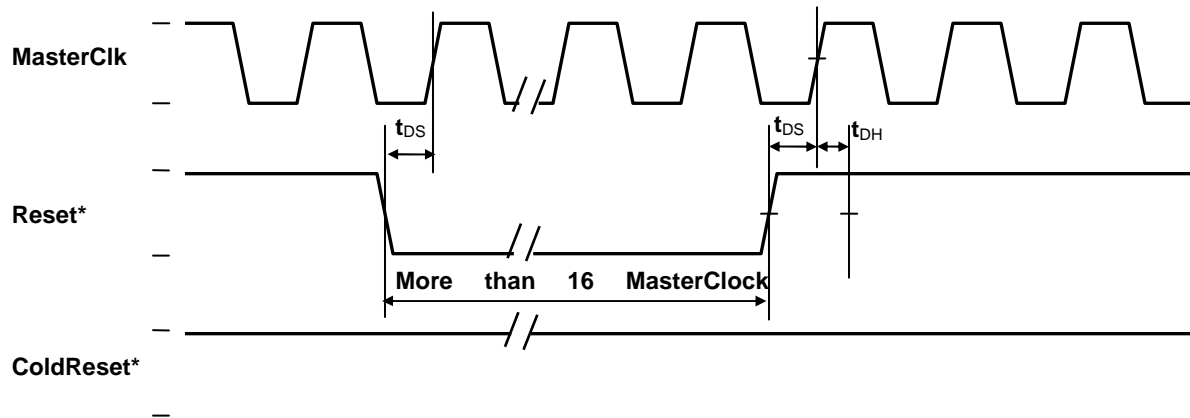 MasterClk
tDS
tDS
tDH
Reset*
More than 16 MasterClock
ColdReset*